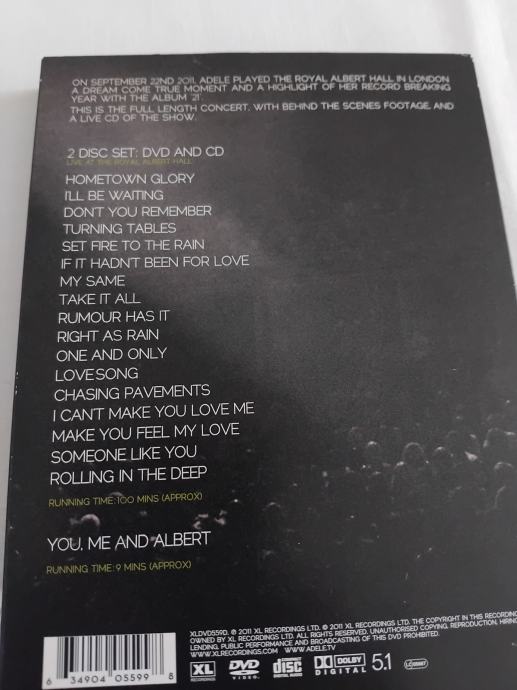 ON SEPTEMBER 22ND 2011, ADELE PLAYED THE ROYAL ALBERT HALL IN LONDON
A DREAM COME TRUE MOMENT AND A HIGHLIGHT OF HER RECORD BREAKING
YEAR WITH THE ALBUM '21'
THIS IS THE FULL LENGTH CONCERT, WITH BEHIND THE SCENES FOOTAGE, AND
A LIVE CD OF THE SHOW.
2 DISC SET: DVD AND CD
LIVE AT THE ROYAL ALBERT HALL
HOMETOWN GLORY
I'LL BE WAITING
DON'T YOU REMEMBER
TURNING TABLES
SET FIRE TO THE RAIN
IF IT HADN'T BEEN FOR LOVE
MY SAME
TAKE IT ALL
RUMOUR HAS IT
RIGHT AS RAIN
ONE AND ONLY
LOVESONG
CHASING PAVEMENTS
I CAN'T MAKE YOU LOVE ME
MAKE YOU FEEL MY LOVE
SOMEONE LIKE YOU
ROLLING IN THE DEEP
RUNNING TIME: 100 MINS (APPROX)
YOU, ME AND ALBERT
RUNNING TIME: 9 MINS (APPROX)
XLDVD559D. ℗ 2011 XL RECORDINGS LTD. © 2011 XL RECORDINGS LTD. THE COPYRIGHT IN THIS RECORDING
OWNED BY XL RECORDINGS LTD. ALL RIGHTS RESERVED. UNAUTHORISED COPYING, REPRODUCTION, HIRING
LENDING, PUBLIC PERFORMANCE AND BROADCASTING OF THIS DVD PROHIBITED.
WWW.XLRECORDINGS.COM WWW.ADELE.TV
6 34904 05599 8
XL RECORDINGS DVD VIDEO COMPACT disc DIGITAL AUDIO DOLBY DIGITAL 5.1